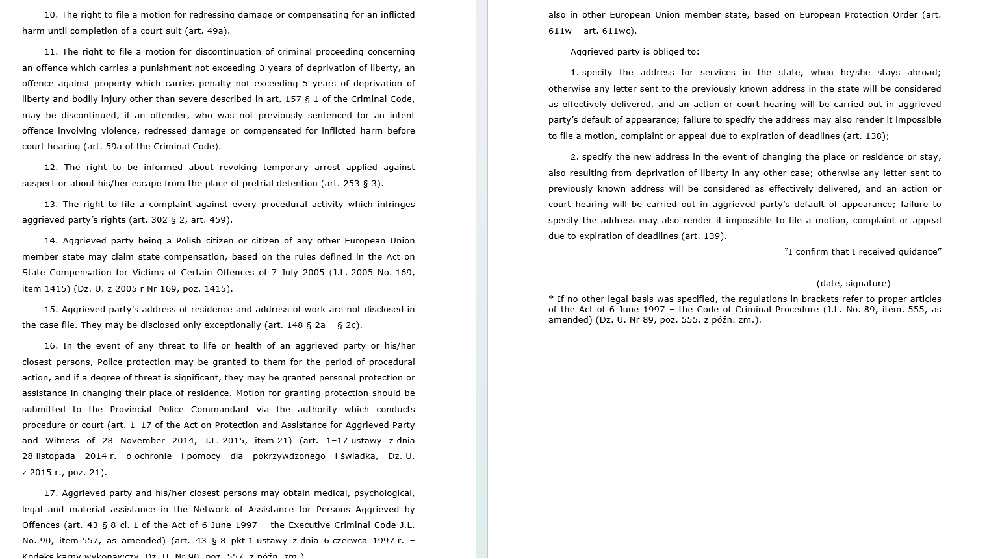 10. The right to file a motion for redressing damage or compensating for an inflicted
harm until completion of a court suit (art. 49a).
11. The right to file a motion for discontinuation of criminal proceeding concerning
an offence which carries a punishment not exceeding 3 years of deprivation of liberty, an
offence against property which carries penalty not exceeding 5 years of deprivation of
liberty and bodily injury other than severe described in art. 157 § 1 of the Criminal Code,
may be discontinued, if an offender, who was not previously sentenced for an intent
offence involving violence, redressed damage or compensated for inflicted harm before
court hearing (art. 59a of the Criminal Code).
12. The right to be informed about revoking temporary arrest applied against
suspect or about his/her escape from the place of pretrial detention (art. 253 § 3).
13. The right to file a complaint against every procedural activity which infringes
aggrieved party’s rights (art. 302 § 2, art. 459).
14. Aggrieved party being a Polish citizen or citizen of any other European Union
member state may claim state compensation, based on the rules defined in the Act on
State Compensation for Victims of Certain Offences of 7 July 2005 (J.L. 2005 No. 169,
item 1415) (Dz. U. z 2005 r Nr 169, poz. 1415).
15. Aggrieved party’s address of residence and address of work are not disclosed in
the case file. They may be disclosed only exceptionally (art. 148 § 2a – § 2c).
16. In the event of any threat to life or health of an aggrieved party or his/her
closest persons, Police protection may be granted to them for the period of procedural
action, and if a degree of threat is significant, they may be granted personal protection or
assistance in changing their place of residence. Motion for granting protection should be
submitted to the Provincial Police Commandant via the authority which conducts
procedure or court (art. 1–17 of the Act on Protection and Assistance for Aggrieved Party
and Witness of 28 November 2014, J.L. 2015, item 21) (art. 1–17 ustawy z dnia
28 listopada 2014 r. o ochronie i pomocy dla pokrzywdzonego i świadka, Dz. U.
z 2015 r., poz. 21).
17. Aggrieved party and his/her closest persons may obtain medical, psychological,
legal and material assistance in the Network of Assistance for Persons Aggrieved by
Offences (art. 43 § 8 cl. 1 of the Act of 6 June 1997 – the Executive Criminal Code J.L.
No. 90, item 557, as amended) (art. 43 § 8 pkt 1 ustawy z dnia 6 czerwca 1997 r. –
Kodeks karny wykonawczy, Dz. U. Nr 90, poz. 557, z późn. zm.)
also in other European Union member state, based on European Protection Order (art.
611w – art. 611wc).
Aggrieved party is obliged to:
1. specify the address for services in the state, when he/she stays abroad;
otherwise any letter sent to the previously known address in the state will be considered
as effectively delivered, and an action or court hearing will be carried out in aggrieved
party’s default of appearance; failure to specify the address may also render it impossible
to file a motion, complaint or appeal due to expiration of deadlines (art. 138);
2. specify the new address in the event of changing the place or residence or stay,
also resulting from deprivation of liberty in any other case; otherwise any letter sent to
previously known address will be considered as effectively delivered, and an action or
court hearing will be carried out in aggrieved party’s default of appearance; failure to
specify the address may also render it impossible to file a motion, complaint or appeal
due to expiration of deadlines (art. 139).
“I confirm that I received guidance”
----------------------------------------------
(date, signature)
* If no other legal basis was specified, the regulations in brackets refer to proper articles
of the Act of 6 June 1997 – the Code of Criminal Procedure (J.L. No. 89, item. 555, as
amended) (Dz. U. Nr 89, poz. 555, z późn. zm.).